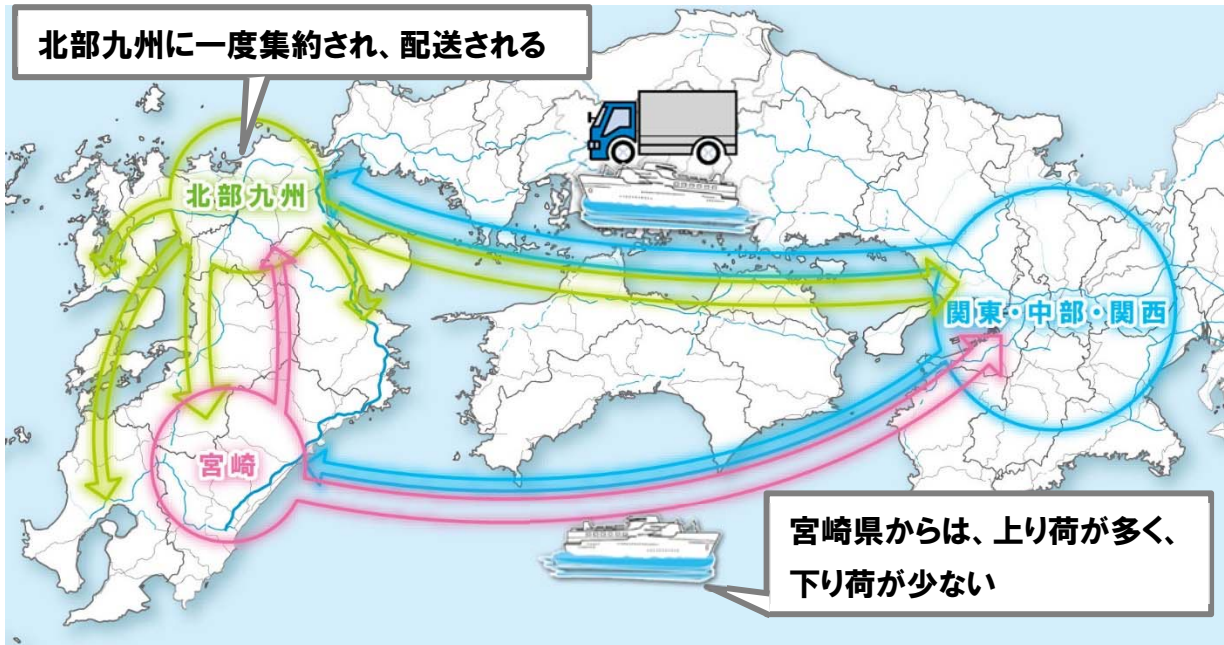 北部九州に一度集約され、配送される
北部九州
関東・中部・関西
宮崎
宮崎県からは、上り荷が多く、
下り荷が少ない